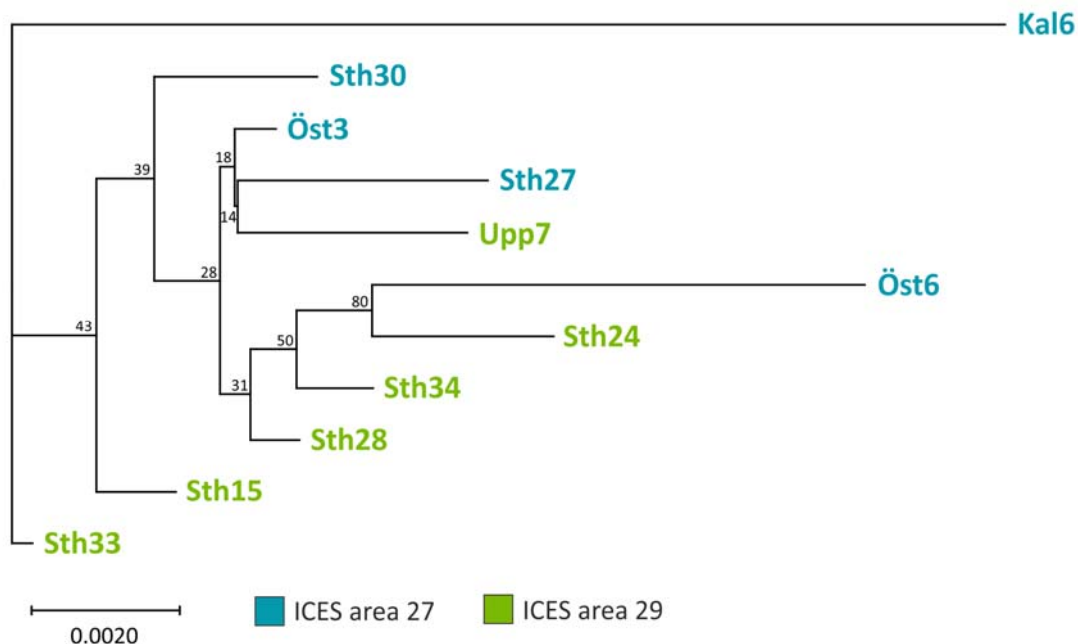 Kal6
Sth30
Öst3
39
18
Sth27
14
Upp7
28
Öst6
80
Sth24
43
50
Sth34
31
Sth28
Sth15
Sth33
0.0020
ICES area 27
ICES area 29